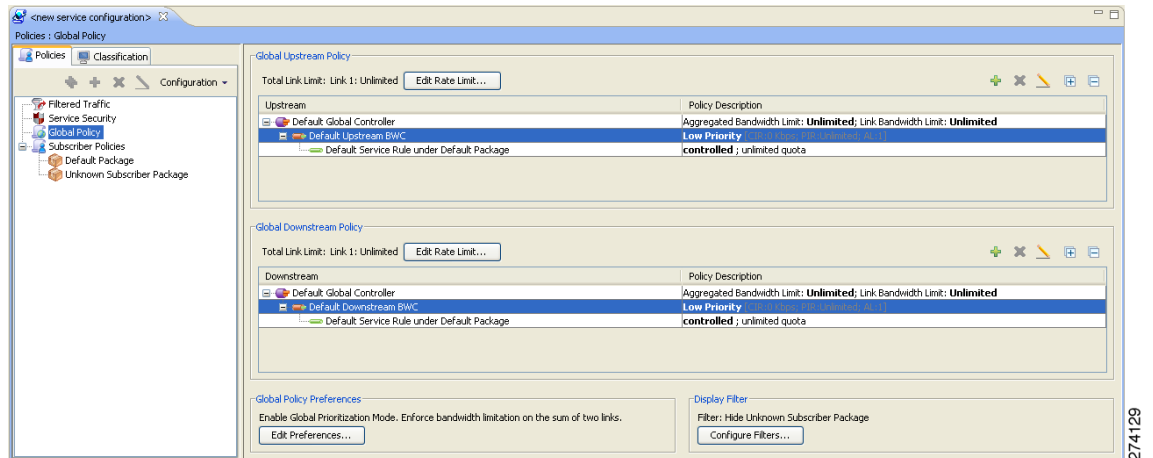 <new service configuration>
Policies : Global Policy
Policies
Classification
Configuration
Filtered Traffic
Service Security
Global Policy
Subscriber Policies
Default Package
Unknown Subscriber Package
Global Upstream Policy
Total Link Limit: Link 1: Unlimited Edit Rate Limit...
Upstream Policy Description
Default Global Controller Aggregated Bandwidth Limit: Unlimited; Link Bandwidth Limit: Unlimited
Default Upstream BWC Low Priority [CIR:0 Kbps; PIR:Unlimited; AL:1]
Default Service Rule under Default Package controlled ; unlimited quota
Global Downstream Policy
Total Link Limit: Link 1: Unlimited Edit Rate Limit...
Downstream Policy Description
Default Global Controller Aggregated Bandwidth Limit: Unlimited; Link Bandwidth Limit: Unlimited
Default Downstream BWC Low Priority [CIR:0 Kbps; PIR:Unlimited; AL:1]
Default Service Rule under Default Package controlled ; unlimited quota
Global Policy Preferences
Enable Global Prioritization Mode. Enforce bandwidth limitation on the sum of two links.
Edit Preferences...
Display Filter
Filter: Hide Unknown Subscriber Package
Configure Filters...
274129